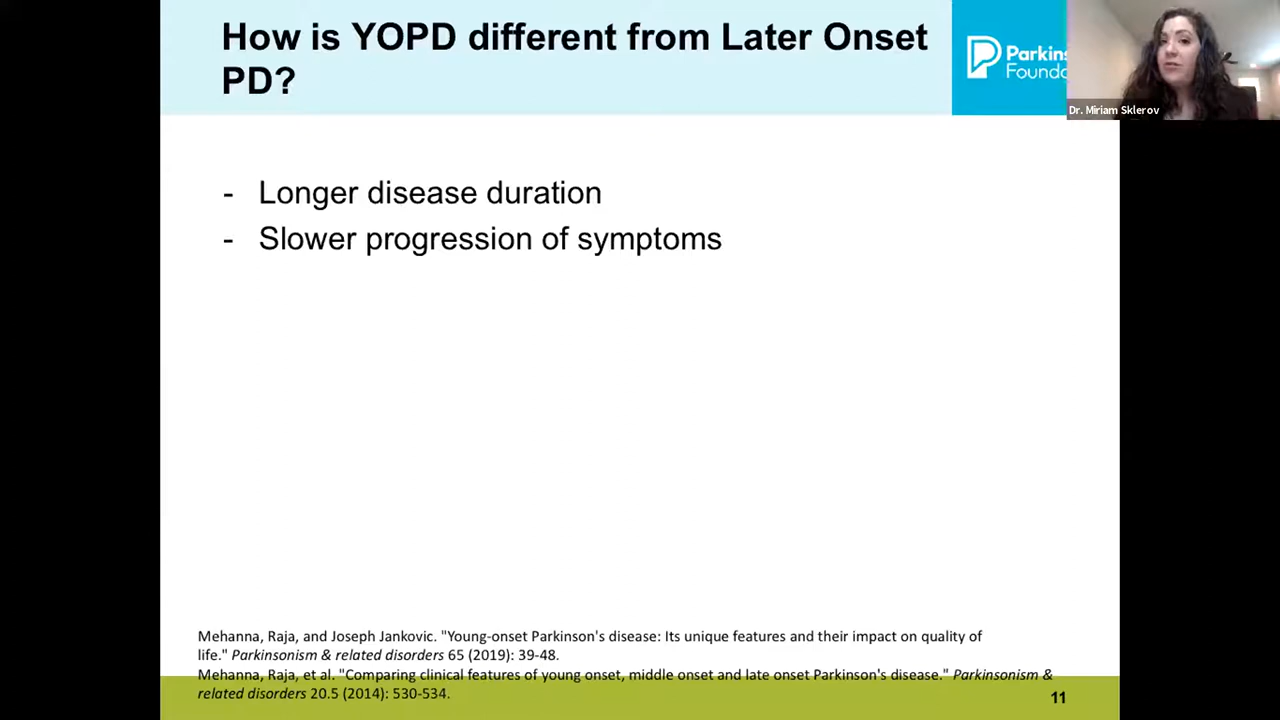 How is YOPD different from Later Onset
PD?
Dr. Miriam Sklerov
- Longer disease duration
- Slower progression of symptoms
Mehanna, Raja, and Joseph Jankovic. "Young-onset Parkinson's disease: Its unique features and their impact on quality of
life." Parkinsonism & related disorders 65 (2019): 39-48.
Mehanna, Raja, et al. "Comparing clinical features of young onset, middle onset and late onset Parkinson's disease." Parkinsonism &
related disorders 20.5 (2014): 530-534.
11